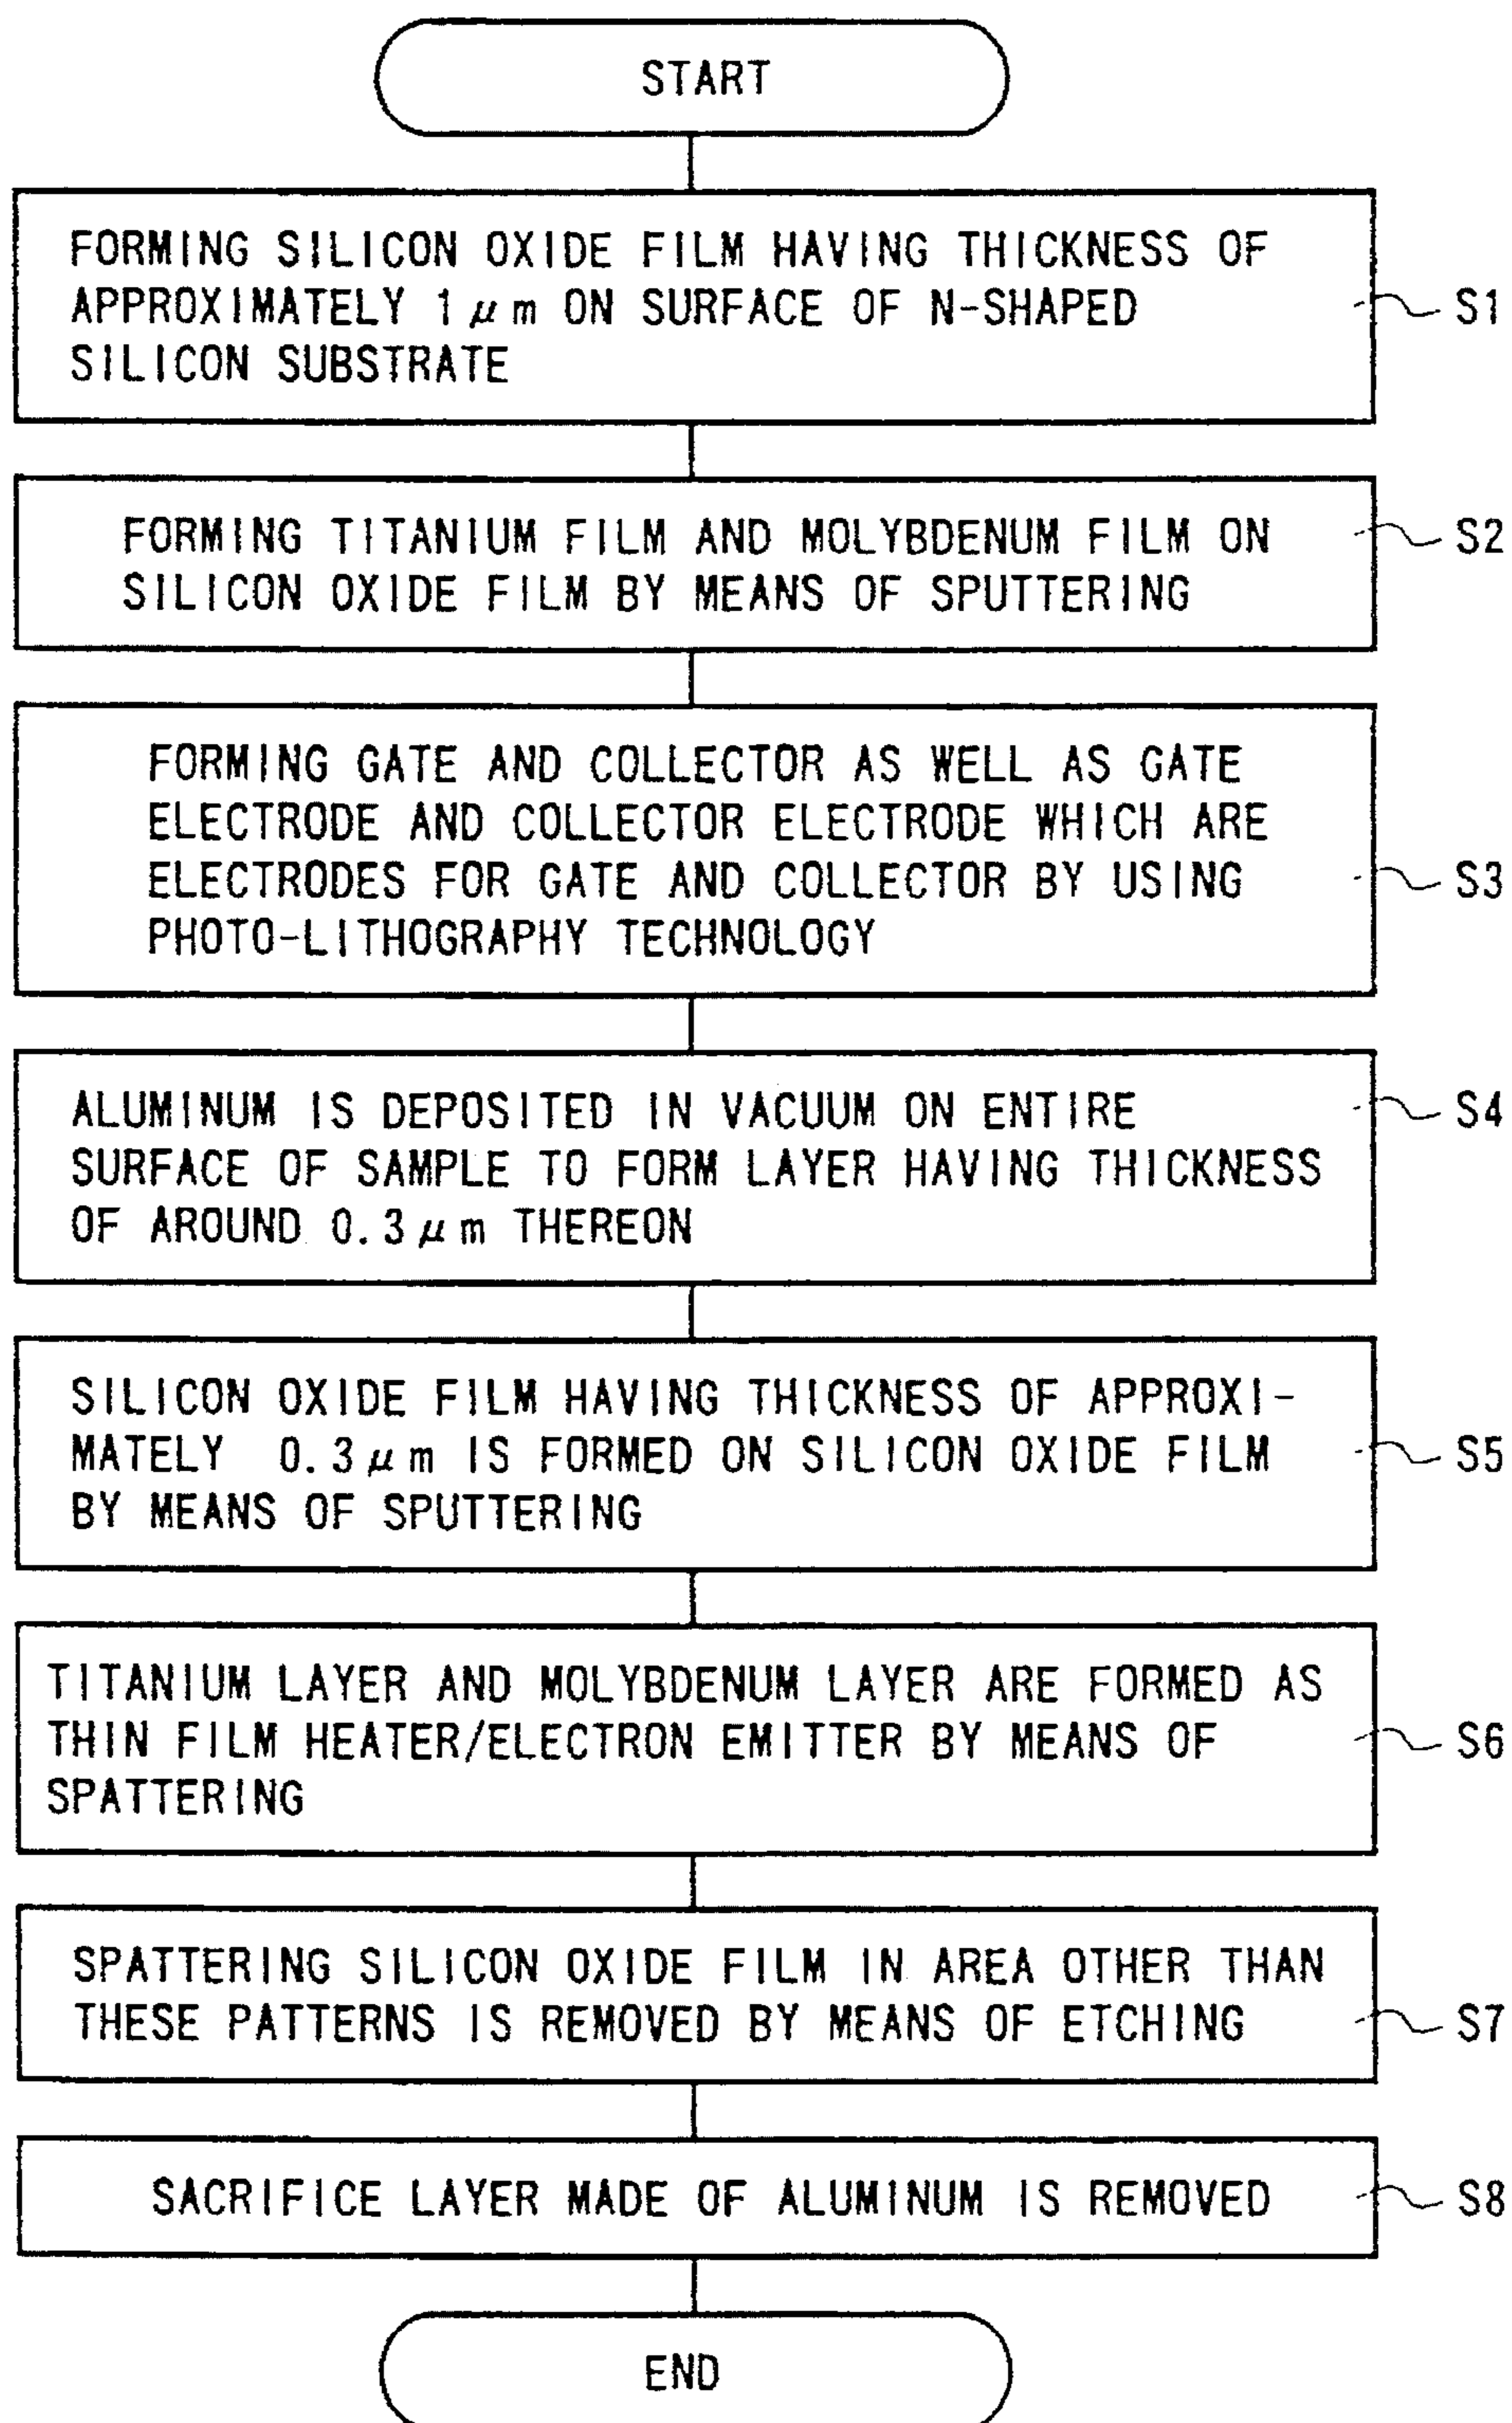 START
FORMING SILICON OXIDE FILM HAVING THICKNESS OF
APPROXIMATELY 1μm ON SURFACE OF N-SHAPED
SILICON SUBSTRATE
S1
FORMING TITANIUM FILM AND MOLYBDENUM FILM ON
SILICON OXIDE FILM BY MEANS OF SPUTTERING
S2
FORMING GATE AND COLLECTOR AS WELL AS GATE
ELECTRODE AND COLLECTOR ELECTRODE WHICH ARE
ELECTRODES FOR GATE AND COLLECTOR BY USING
PHOTO-LITHOGRAPHY TECHNOLOGY
S3
ALUMINUM IS DEPOSITED IN VACUUM ON ENTIRE
SURFACE OF SAMPLE TO FORM LAYER HAVING THICKNESS
OF AROUND 0.3μm THEREON
S4
SILICON OXIDE FILM HAVING THICKNESS OF APPROXI-
MATELY 0.3μm IS FORMED ON SILICON OXIDE FILM
BY MEANS OF SPUTTERING
S5
TITANIUM LAYER AND MOLYBDENUM LAYER ARE FORMED AS
THIN FILM HEATER/ELECTRON EMITTER BY MEANS OF
SPATTERING
S6
SPATTERING SILICON OXIDE FILM IN AREA OTHER THAN
THESE PATTERNS IS REMOVED BY MEANS OF ETCHING
S7
SACRIFICE LAYER MADE OF ALUMINUM IS REMOVED
S8
END